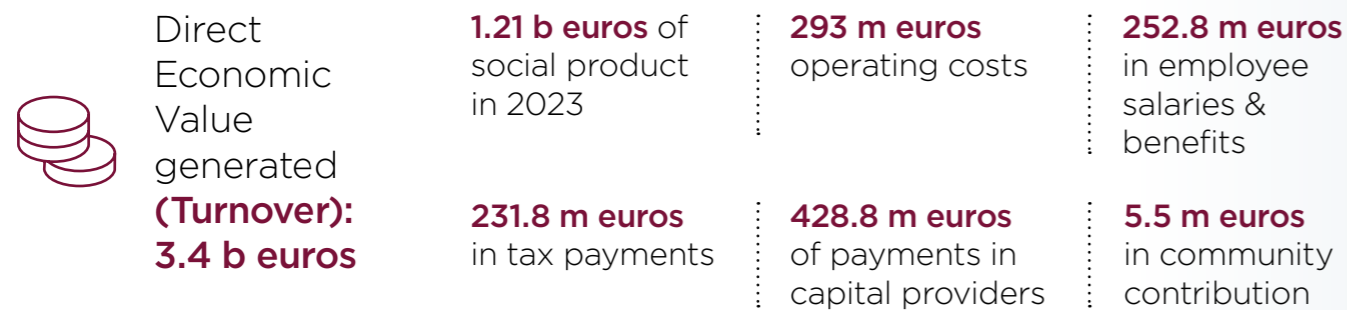 Direct
Economic
Value
generated
(Turnover):
3.4 b euros
1.21 b euros of
social product
in 2023
293 m euros
operating costs
252.8 m euros
in employee
salaries &
benefits
231.8 m euros
in tax payments
428.8 m euros
of payments in
capital providers
5.5 m euros
in community
contribution